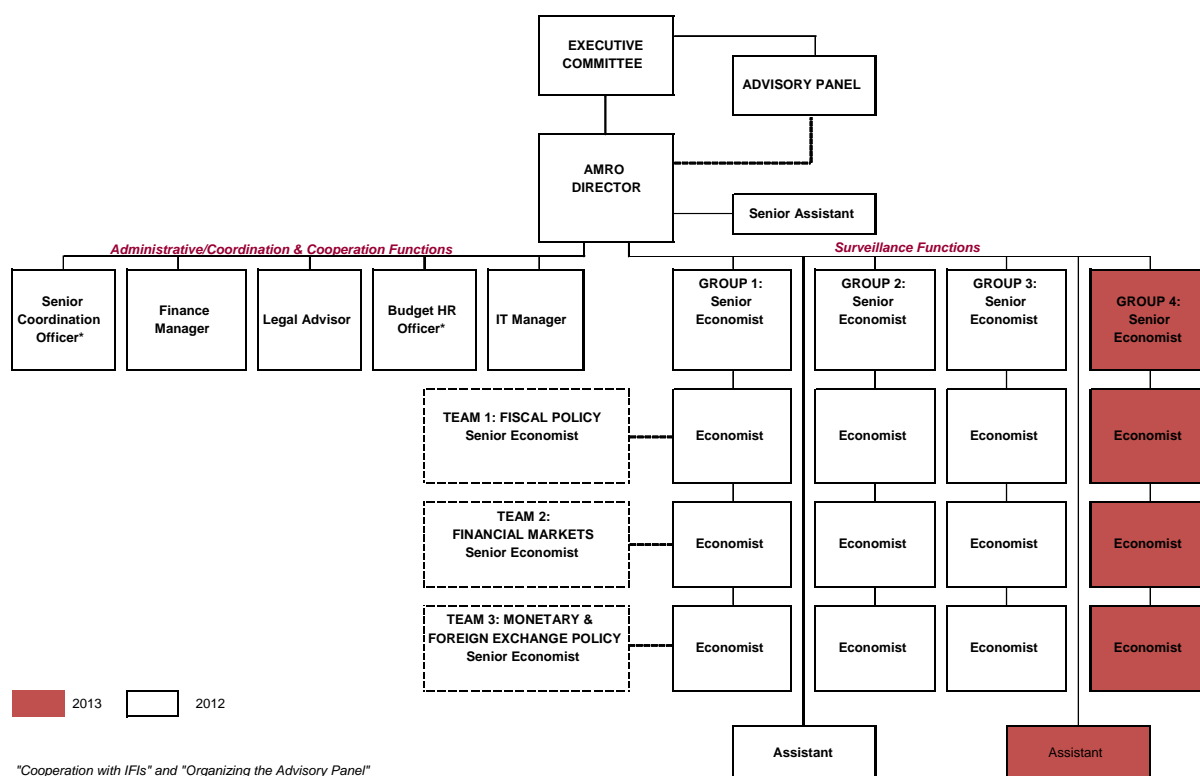 EXECUTIVE
COMMITTEE
ADVISORY PANEL
AMRO
DIRECTOR
Senior Assistant
Administrative/Coordination & Cooperation Functions
Surveillance Functions
Senior
Coordination
Officer*
Finance
Manager
Legal Advisor
Budget HR
Officer*
IT Manager
GROUP 1:
Senior
Economist
GROUP 2:
Senior
Economist
GROUP 3:
Senior
Economist
GROUP 4:
Senior
Economist
TEAM 1: FISCAL POLICY
Senior Economist
Economist
Economist
Economist
Economist
TEAM 2:
FINANCIAL MARKETS
Senior Economist
Economist
Economist
Economist
Economist
TEAM 3: MONETARY &
FOREIGN EXCHANGE POLICY
Senior Economist
Economist
Economist
Economist
Economist
2013
2012
Assistant
Assistant
"Cooperation with IFIs" and "Organizing the Advisory Panel"